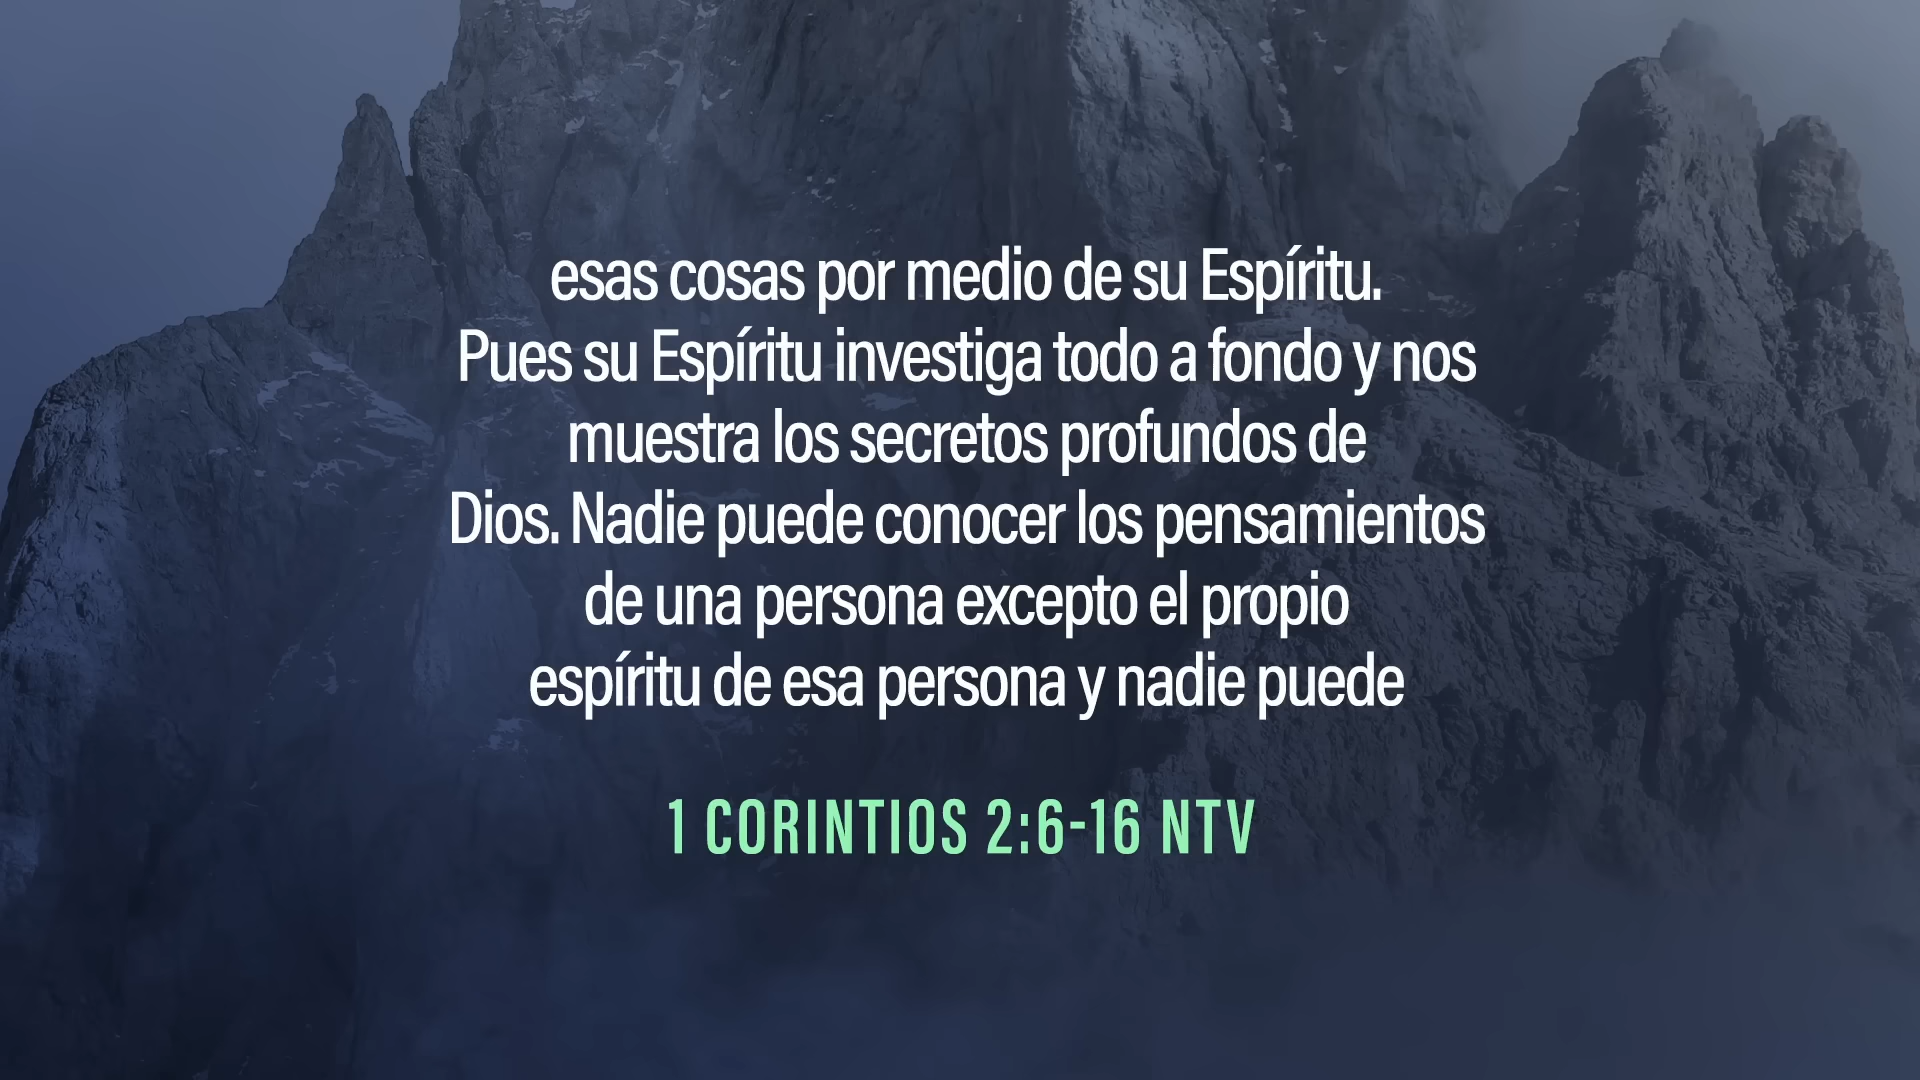 esas cosas por medio de su Espíritu.
Pues su Espíritu investiga todo a fondo y nos
muestra los secretos profundos de
Dios. Nadie puede conocer los pensamientos
de una persona excepto el propio
espíritu de esa persona y nadie puede
1 CORINTIOS 2:6-16 NTV